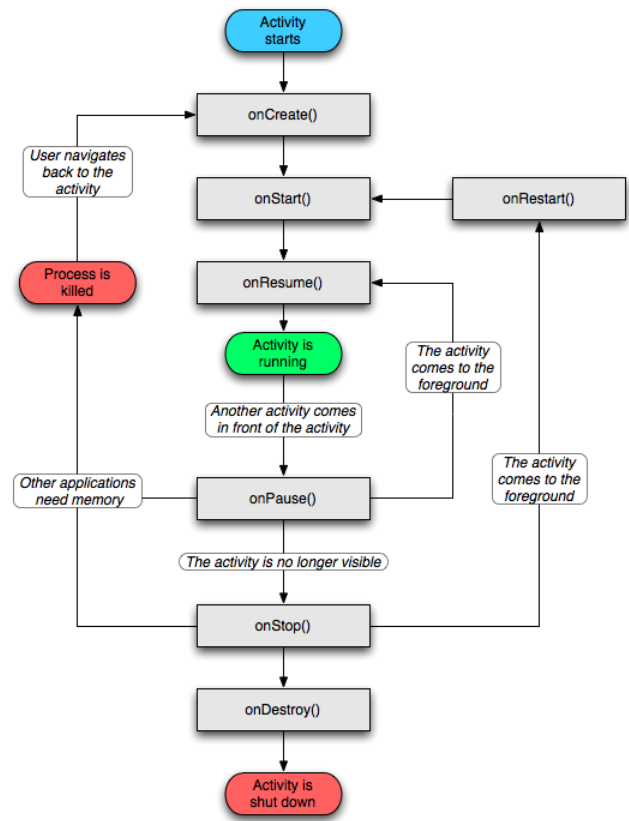 Activity
starts
onCreate()
User navigates
back to the
activity
onStart()
onRestart()
Process is
killed
onResume()
Activity is
running
The activity
comes to the
foreground
Another activity comes
in front of the activity
Other applications
need memory
onPause()
The activity
comes to the
foreground
The activity is no longer visible
onStop()
onDestroy()
Activity is
shut down